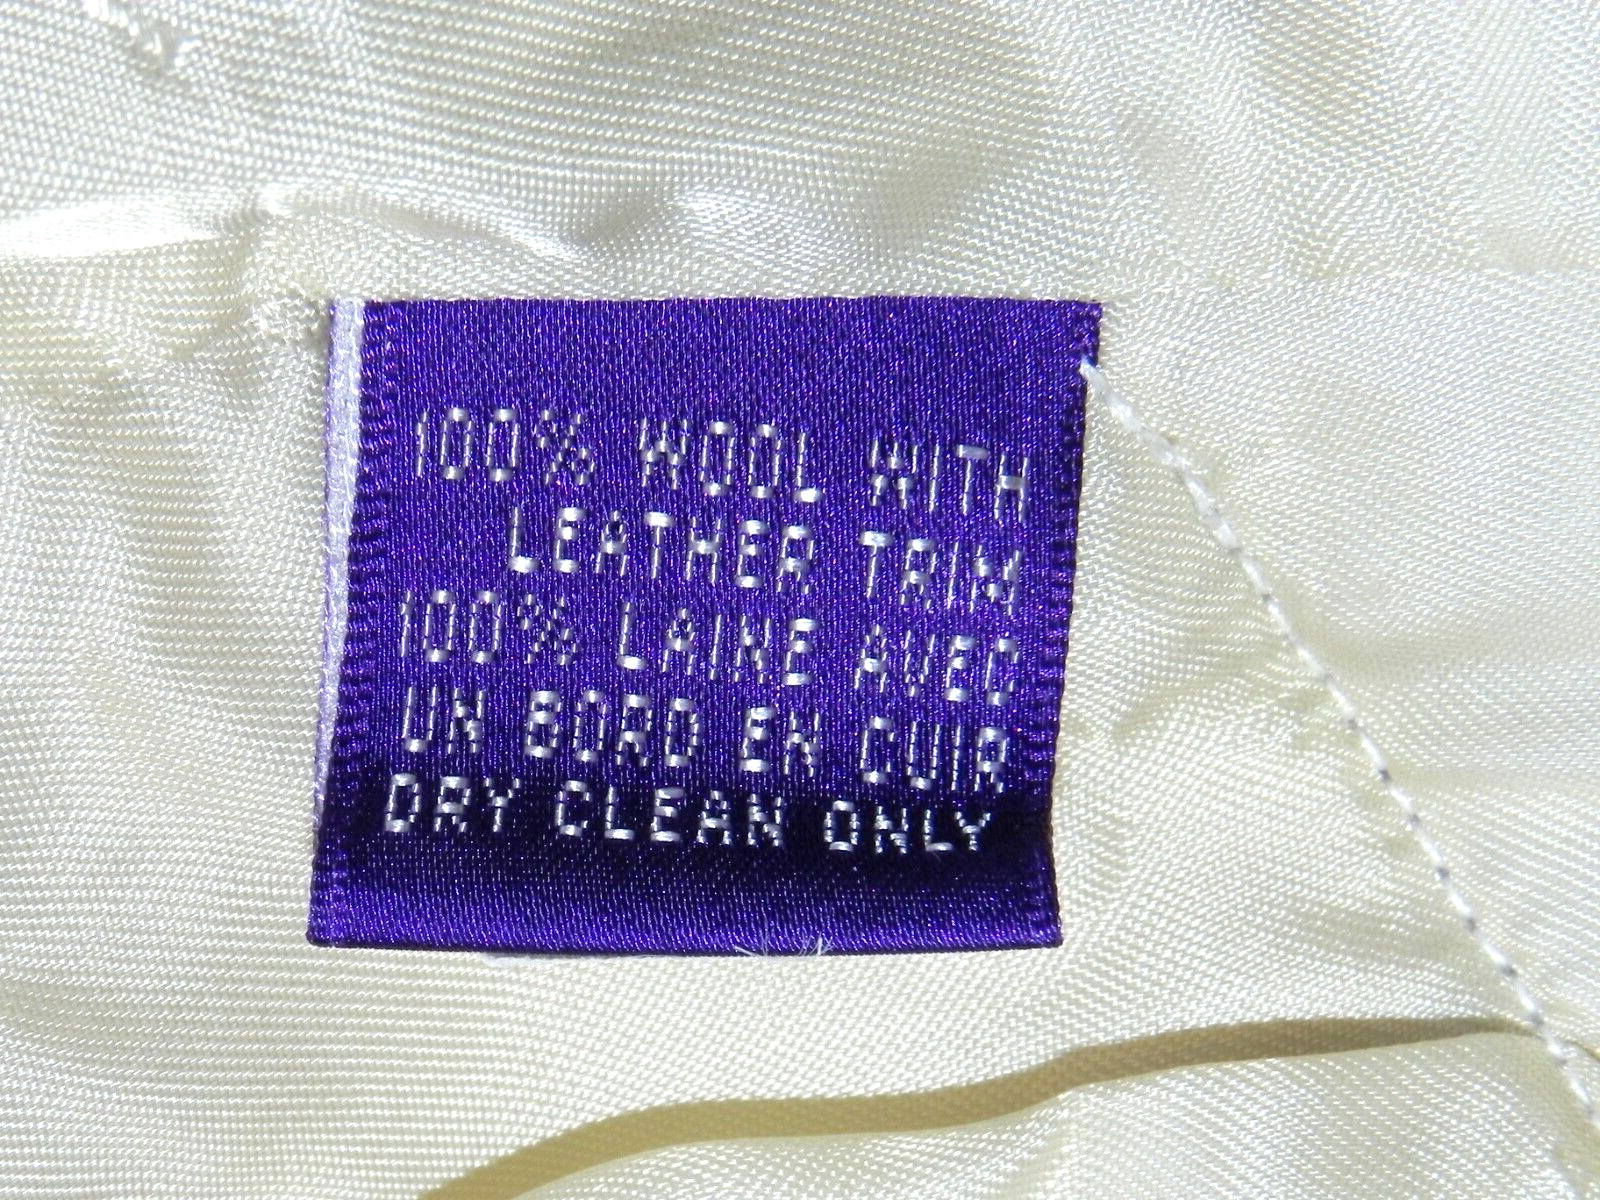 100% WOOL WITH
LEATHER TRIM
100% LAINE AVEC
UN BORD EN CUIR
DRY CLEAN ONLY